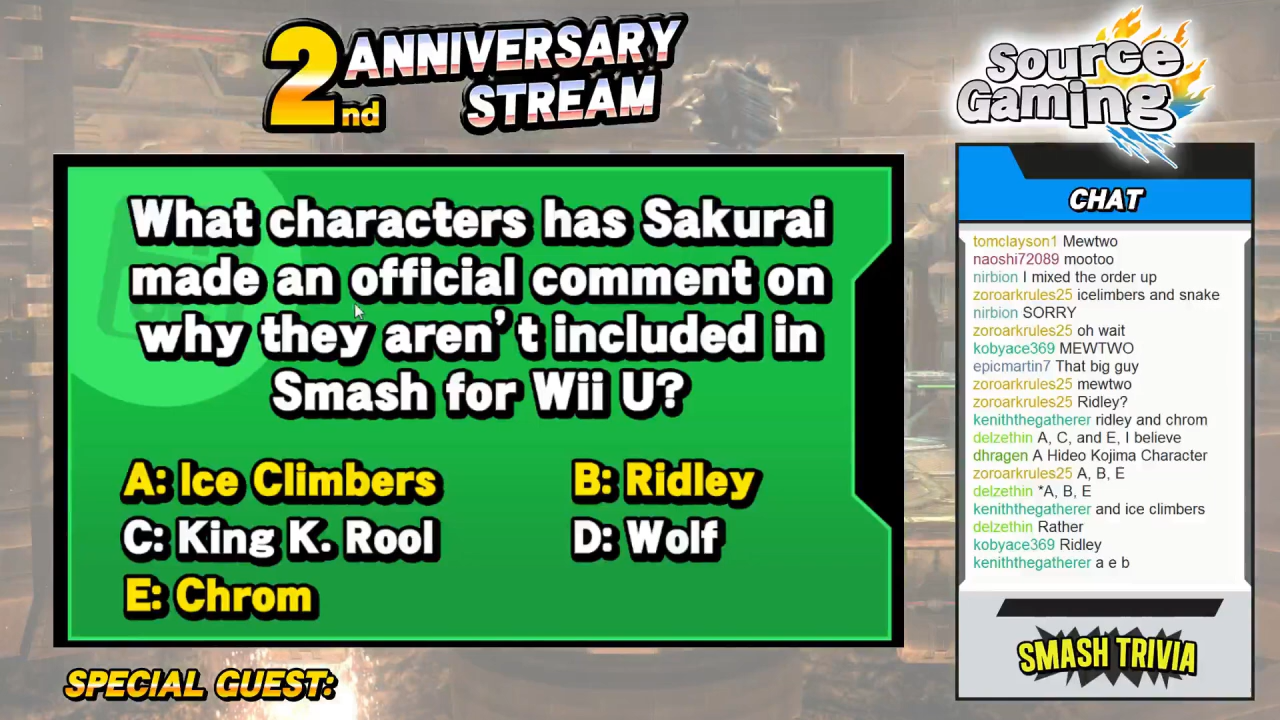 2nd ANNIVERSARY
STREAM
Source
Gaming
What characters has Sakurai
made an official comment on
why they aren't included in
Smash for Wii U?
A: Ice Climbers
B: Ridley
C: King K. Rool
D: Wolf
E: Chrom
SPECIAL GUEST:
CHAT
tomclayson1 Mewtwo
naoshi72089 mootoo
nirbion I mixed the order up
zoroarkrules25 icelimbers and snake
nirbion SORRY
zoroarkrules25 oh wait
kobyace369 MEWTWO
epicmartin7 That big guy
zoroarkrules25 mewtwo
zoroarkrules25 Ridley?
keniththegatherer ridley and chrom
delzethin A, C, and E, I believe
dhragen A Hideo Kojima Character
zoroarkrules25 A, B, E
delzethin *A, B, E
keniththegatherer and ice climbers
delzethin Rather
kobyace369 Ridley
keniththegatherer a e b
SMASH TRIVIA